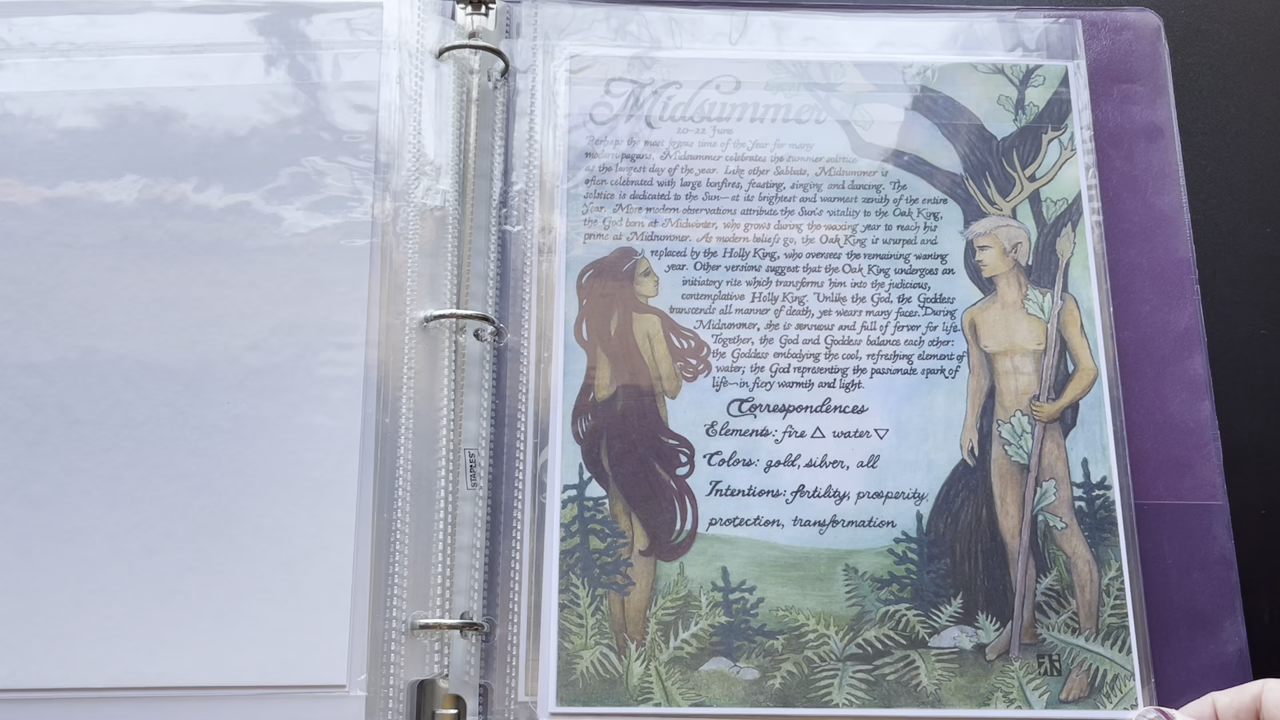 STAPLES
Midsummer
20-22 June
Perhaps the most joyous time of the Year for many
modern pagans, Midsummer celebrates the summer solstice
as the longest day of the year. Like other Sabbats, Midsummer is
often celebrated with large bonfires, feasting, singing and dancing. The
solstice is dedicated to the Sun—at its brightest and warmest zenith of the entire
Year. More modern observations attribute the Sun's vitality to the Oak King,
the God born at Midwinter, who grows during the waxing year to reach his
prime at Midsummer. As modern beliefs go, the Oak King is usurped and
replaced by the Holly King, who oversees the remaining waning
year. Other versions suggest that the Oak King undergoes an
initiatory rite which transforms him into the judicious,
contemplative Holly King. Unlike the God, the Goddess
transcends all manner of death, yet wears many faces. During
Midsummer, she is sensuous and full of fervor for life.
Together, the God and Goddess balance each other:
the Goddess embodying the cool, refreshing element of
water; the God representing the passionate spark of
life—in fiery warmth and light.
Correspondences
Elements: fire △ water ▽
Colors: gold, silver, all
Intentions: fertility, prosperity,
protection, transformation